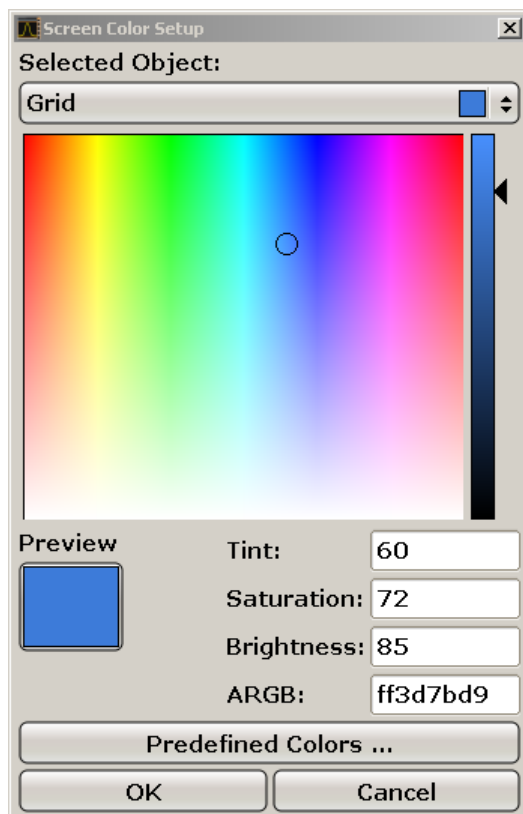 Screen Color Setup
Selected Object:
Grid
Preview
Tint: 60
Saturation: 72
Brightness: 85
ARGB: ff3d7bd9
Predefined Colors ...
OK Cancel